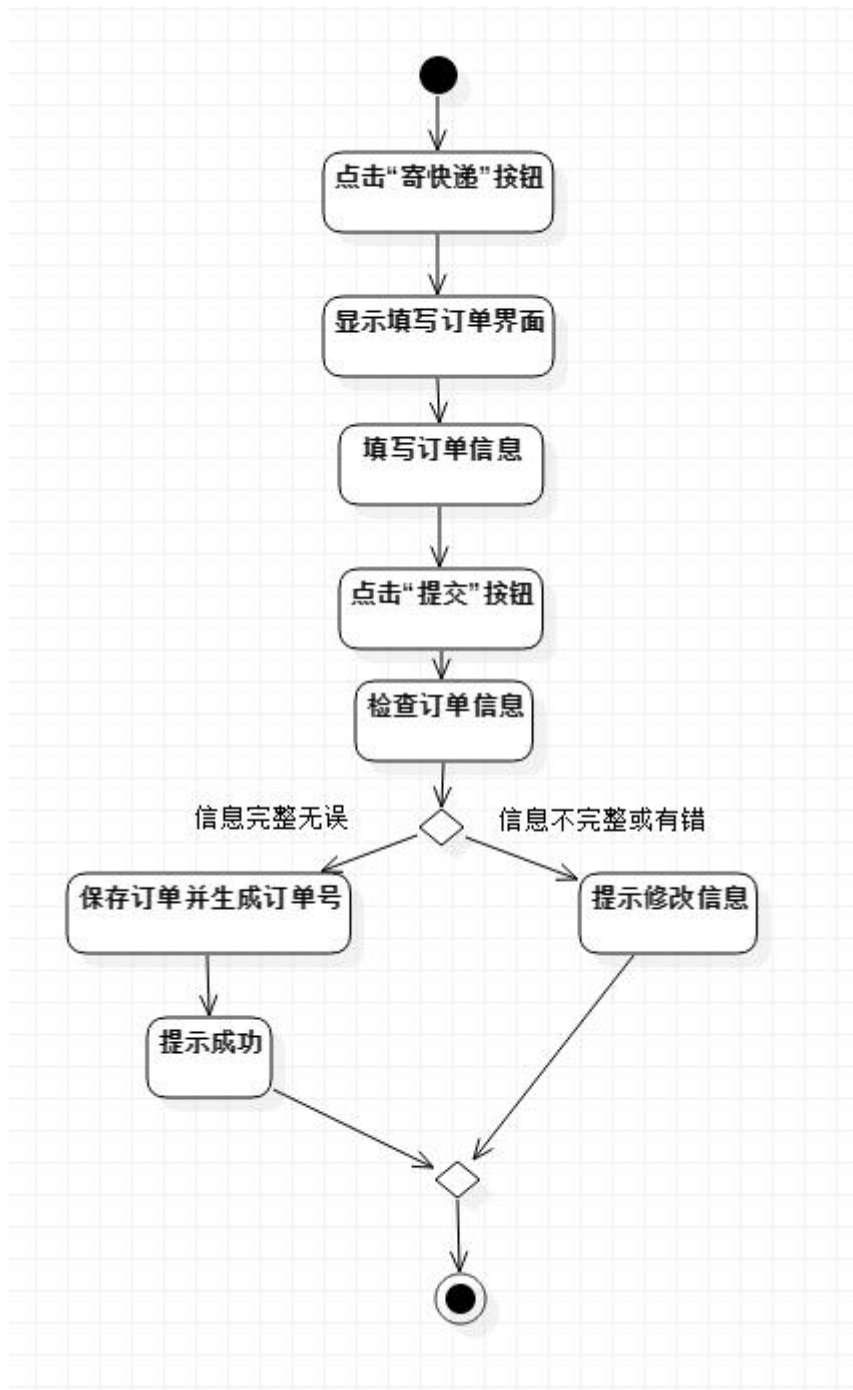 点击“寄快递”按钮
显示填写订单界面
填写订单信息
点击“提交”按钮
检查订单信息
信息完整无误
信息不完整或有错
保存订单并生成订单号
提示修改信息
提示成功